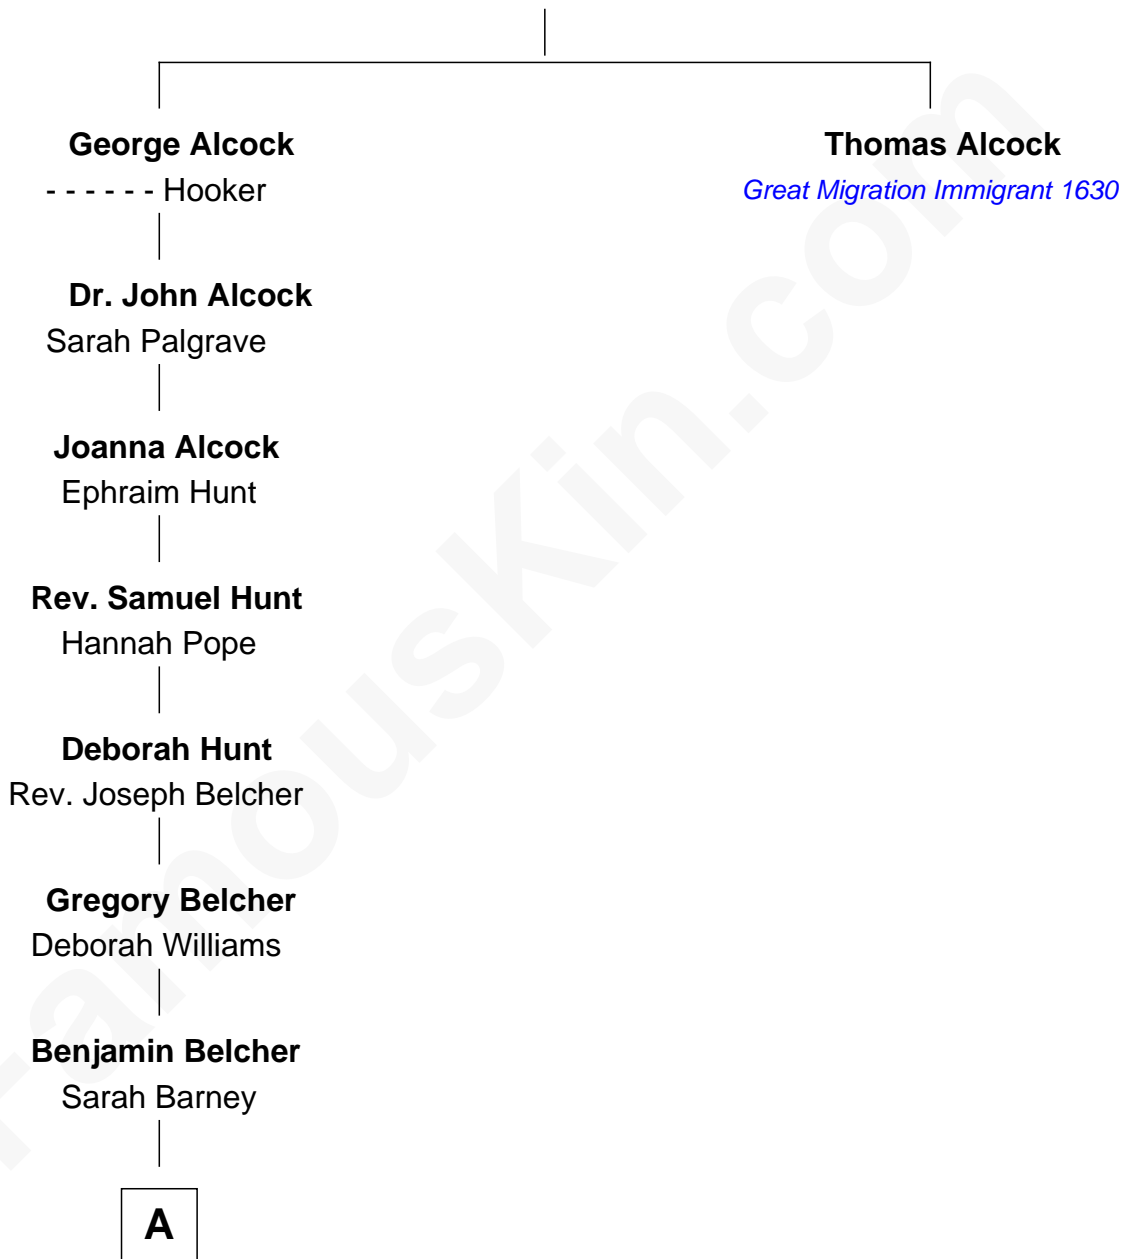 George Alcock
- - - - - - Hooker
Thomas Alcock
Great Migration Immigrant 1630
Dr. John Alcock
Sarah Palgrave
Joanna Alcock
Ephraim Hunt
Rev. Samuel Hunt
Hannah Pope
Deborah Hunt
Rev. Joseph Belcher
Gregory Belcher
Deborah Williams
Benjamin Belcher
Sarah Barney
A
FamousKin.com